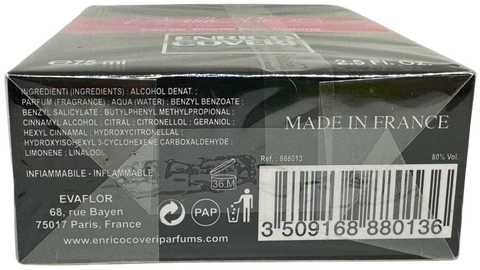 ENRICO
COVERI
℮75 ml
2.5 Fl. Oz.
INGREDIENTI (INGREDIENTS) : ALCOHOL DENAT. ;
PARFUM (FRAGRANCE) ; AQUA (WATER) ; BENZYL BENZOATE ;
BENZYL SALICYLATE ; BUTYLPHENYL METHYLPROPIONAL ;
CINNAMYL ALCOHOL ; CITRAL ; CITRONELLOL ; GERANIOL ;
HEXYL CINNAMAL ; HYDROXYCITRONELLAL ;
HYDROXYISOHEXYL 3-CYCLOHEXENE CARBOXALDEHYDE ;
LIMONENE ; LINALOOL
INFIAMMABILE - INFLAMMABLE
36 M
EVAFLOR
68, rue Bayen
75017 Paris, France
www.enricocoveriparfums.com
PAP
MADE IN FRANCE
Ref. : 888013
80% Vol.
3 509168 880136